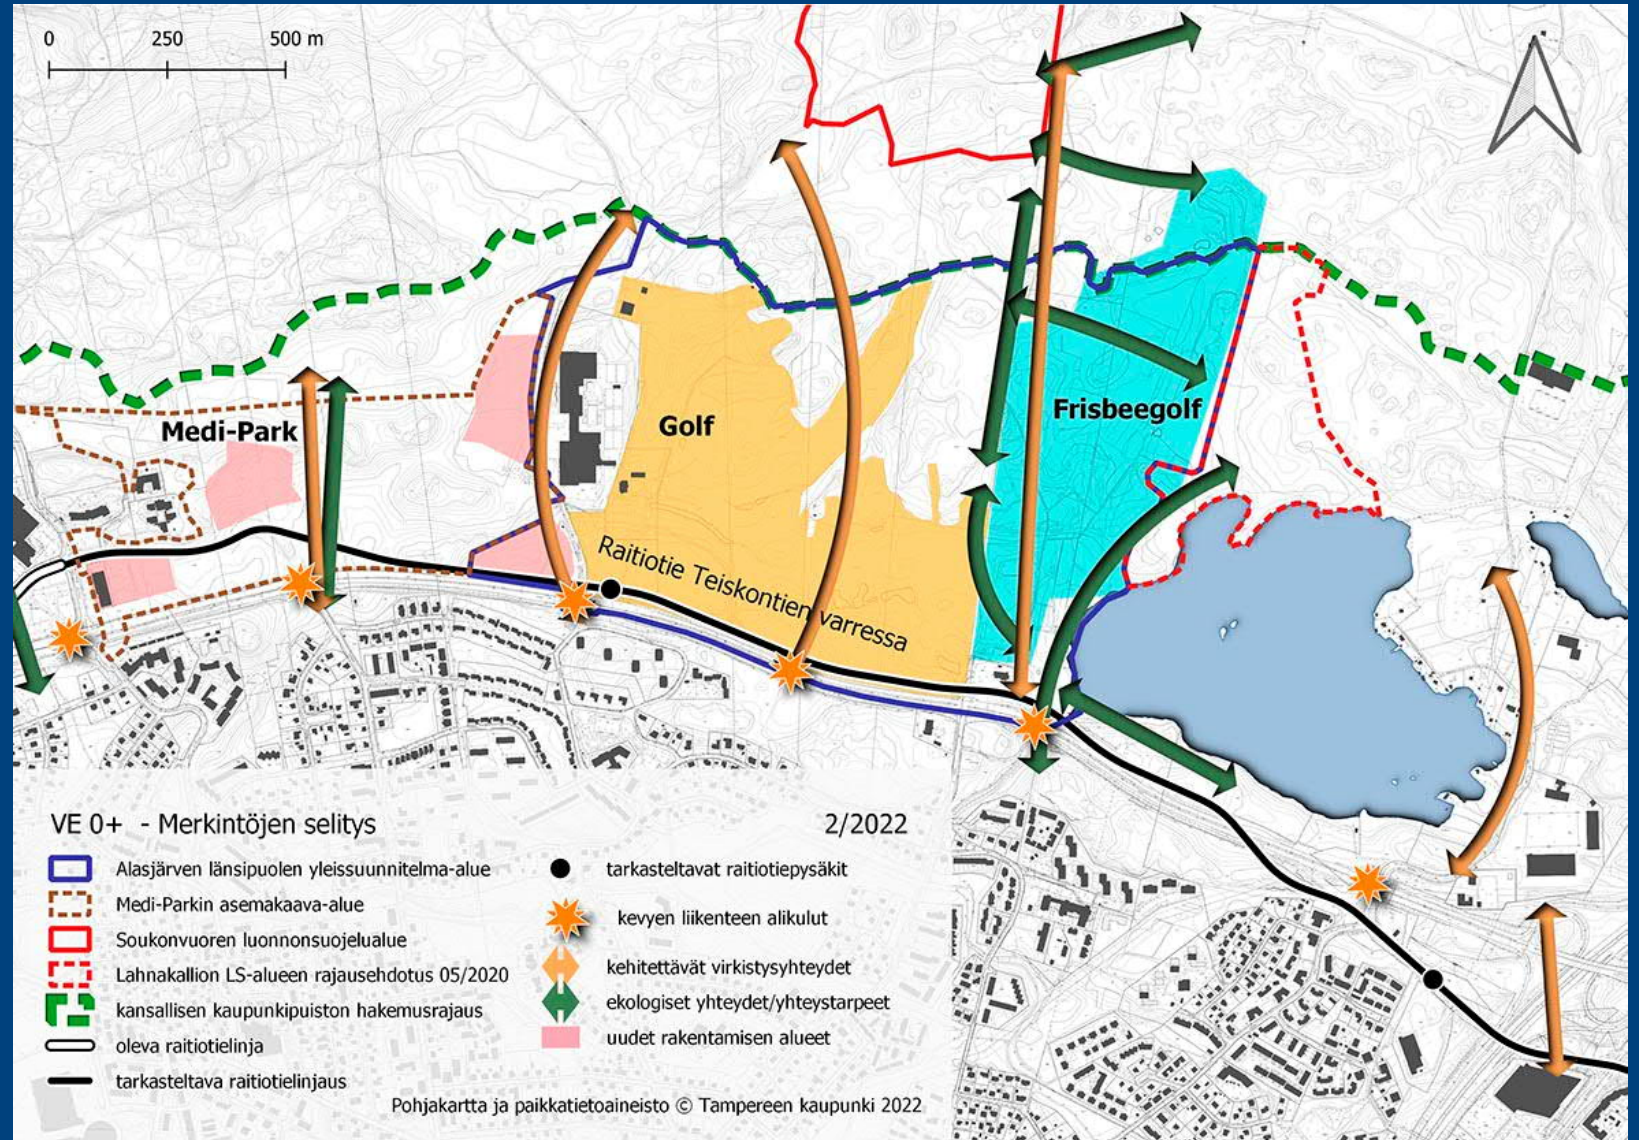 0 250 500 m
Medi-Park
Golf
Frisbeegolf
Raitiotie Teiskontien varressa
VE 0+ - Merkintöjen selitys 2/2022
Alasjärven länsipuolen yleissuunnitelma-alue
Medi-Parkin asemakaava-alue
Soukonvuoren luonnonsuojelualue
Lahnakallion LS-alueen rajausehdotus 05/2020
kansallisen kaupunkipuiston hakemusrajaus
oleva raitiotielinja
tarkasteltava raitiotielinjaus
tarkasteltavat raitiotiepysäkit
kevyen liikenteen alikulut
kehitettävät virkistysyhteydet
ekologiset yhteydet/yhteystarpeet
uudet rakentamisen alueet
Pohjakartta ja paikkatietoaineisto © Tampereen kaupunki 2022